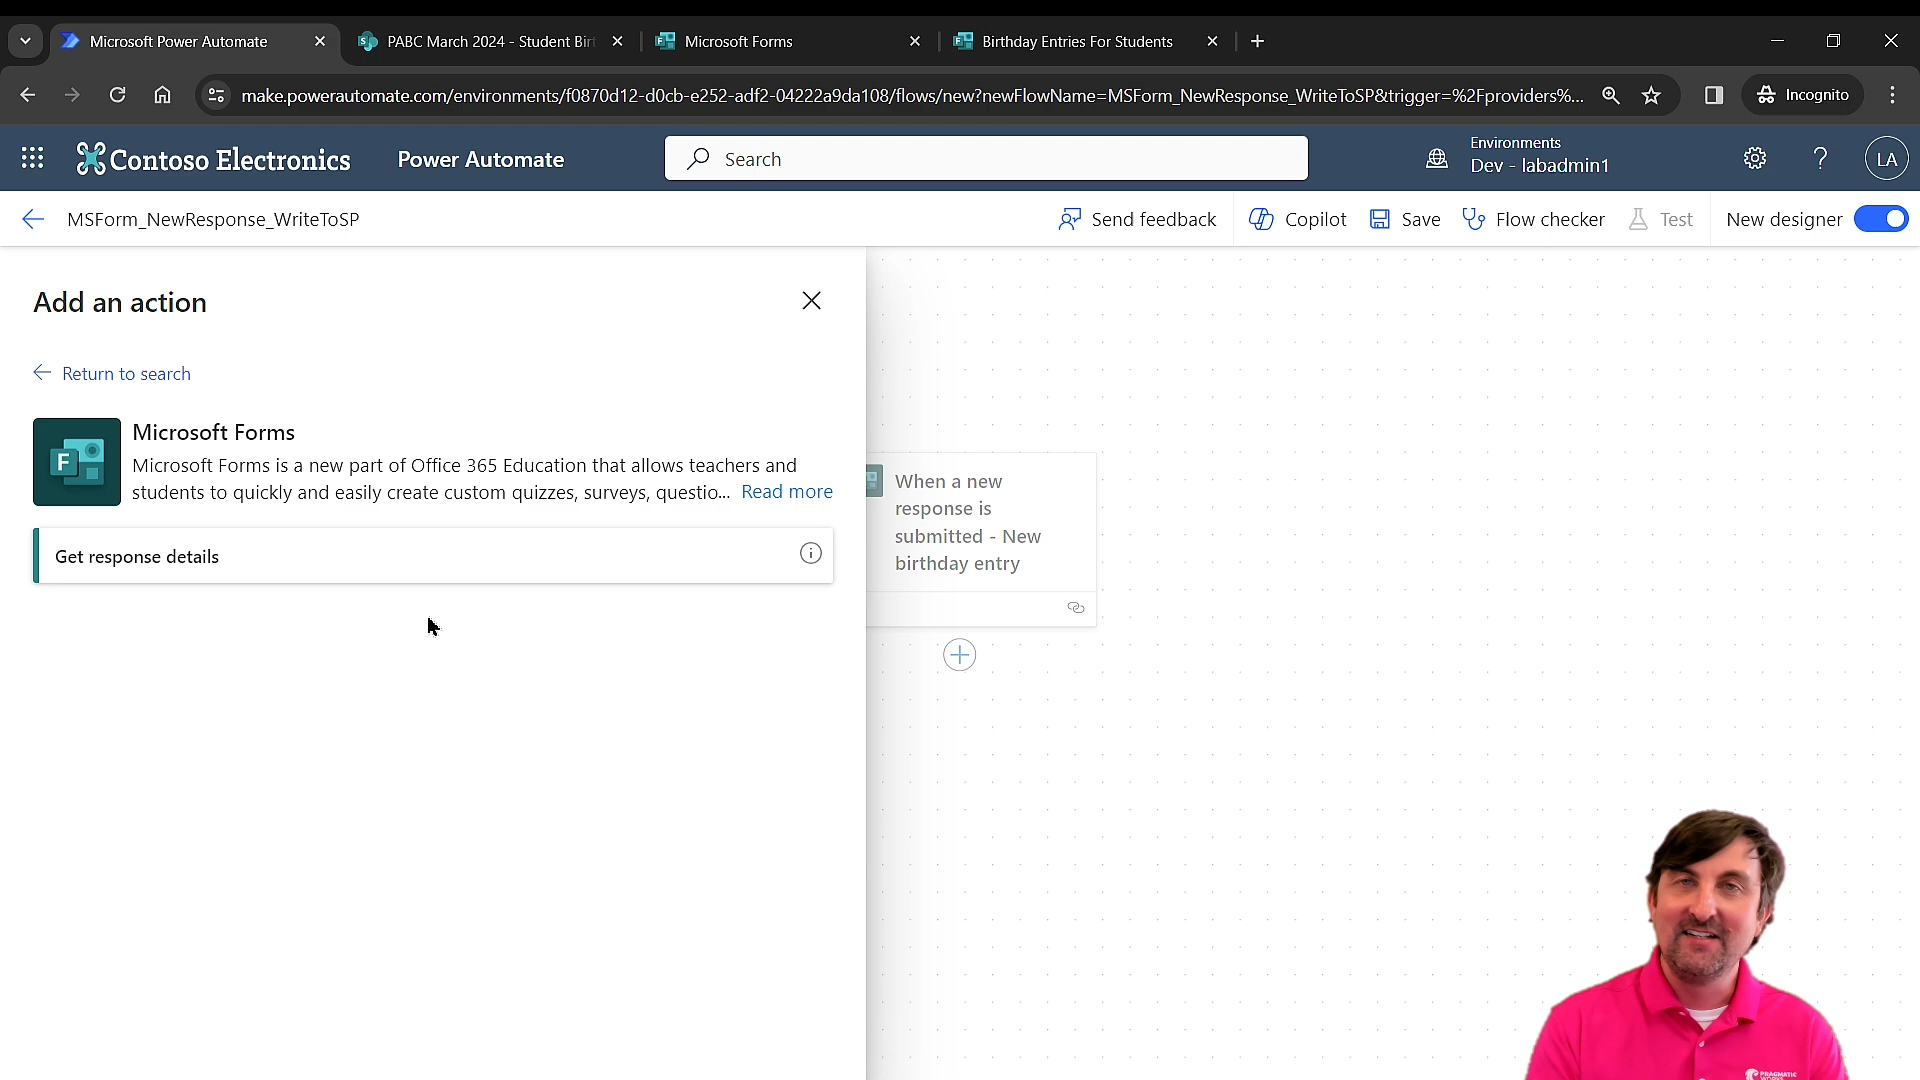 Microsoft Power Automate
PABC March 2024 - Student Bir
Microsoft Forms
Birthday Entries For Students
make.powerautomate.com/environments/f0870d12-d0cb-e252-adf2-04222a9da108/flows/new?newFlowName=MSForm_NewResponse_WriteToSP&trigger=%2Fproviders%...
Incognito
Contoso Electronics
Power Automate
Search
Environments
Dev - labadmin1
?
LA
MSForm_NewResponse_WriteToSP
Send feedback
Copilot
Save
Flow checker
Test
New designer
Add an action
Return to search
Microsoft Forms
Microsoft Forms is a new part of Office 365 Education that allows teachers and
students to quickly and easily create custom quizzes, surveys, questio... Read more
F
Get response details
When a new
response is
submitted - New
birthday entry
PRAGMATIC
WORKS